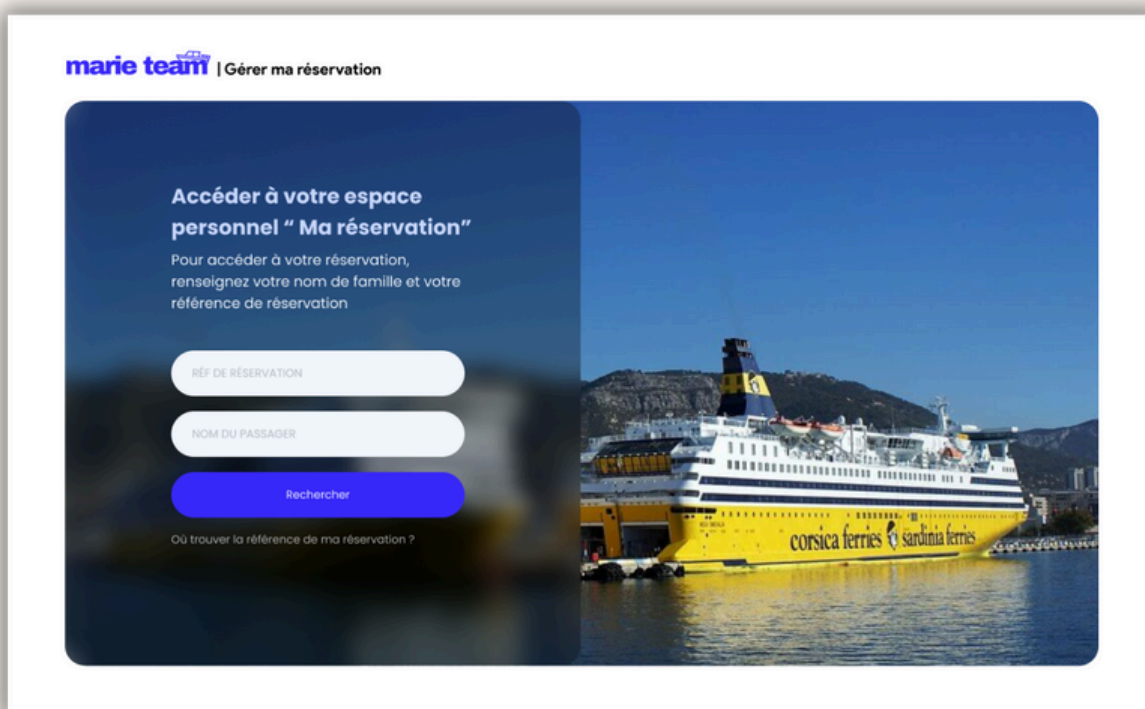 marie team | Gérer ma réservation
Accéder à votre espace
personnel “ Ma réservation”
Pour accéder à votre réservation,
renseignez votre nom de famille et votre
référence de réservation
RÉF DE RÉSERVATION
NOM DU PASSAGER
Rechercher
Où trouver la référence de ma réservation ?
corsica ferries sardinia ferries